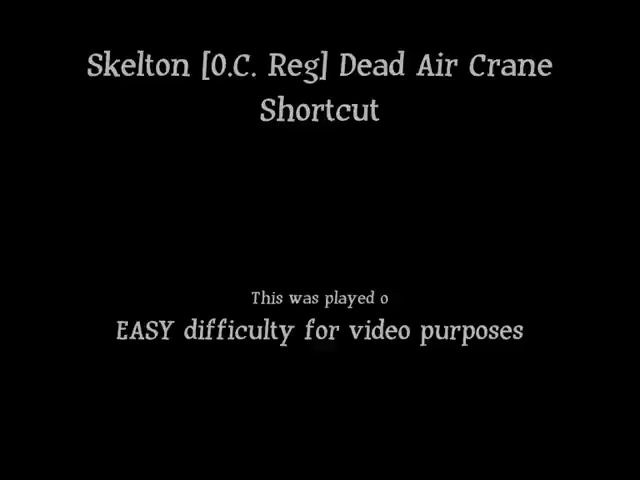 Skelton [O.C. Reg] Dead Air Crane
Shortcut
This was played o
EASY difficulty for video purposes